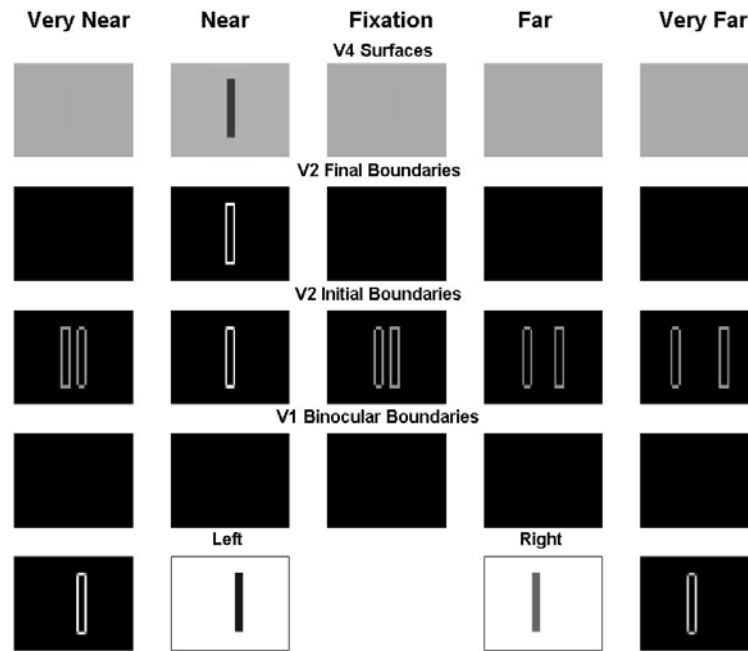 Very Near Near Fixation Far Very Far
V4 Surfaces
V2 Final Boundaries
V2 Initial Boundaries
V1 Binocular Boundaries
Left Right